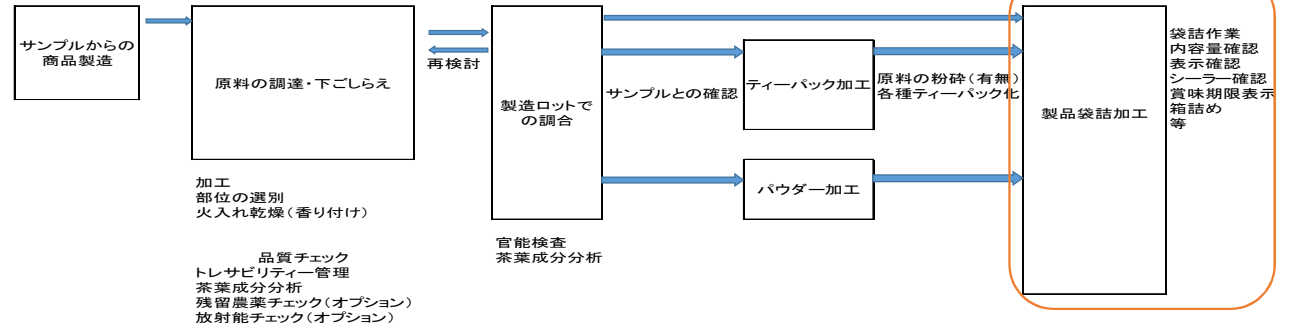 サンプルからの
商品製造
原料の調達・下ごしらえ
加工
部位の選別
火入れ乾燥(香り付け)
品質チェック
トレサビリティー管理
茶葉成分分析
残留農薬チェック(オプション)
放射能チェック(オプション)
再検討
製造ロットで
の調合
官能検査
茶葉成分分析
サンプルとの確認
ティーパック加工
パウダー加工
原料の粉砕(有無)
各種ティーパック化
製品袋詰加工
袋詰作業
内容量確認
表示確認
シーラー確認
賞味期限表示
箱詰め
等